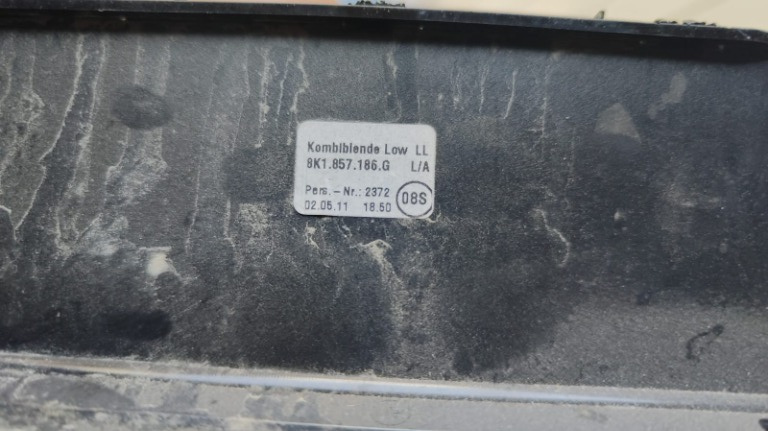 Kombiblende Low LL
8K1.857.186.G L/A
Pers.-Nr.: 2372
02.05.11 18.50 08S